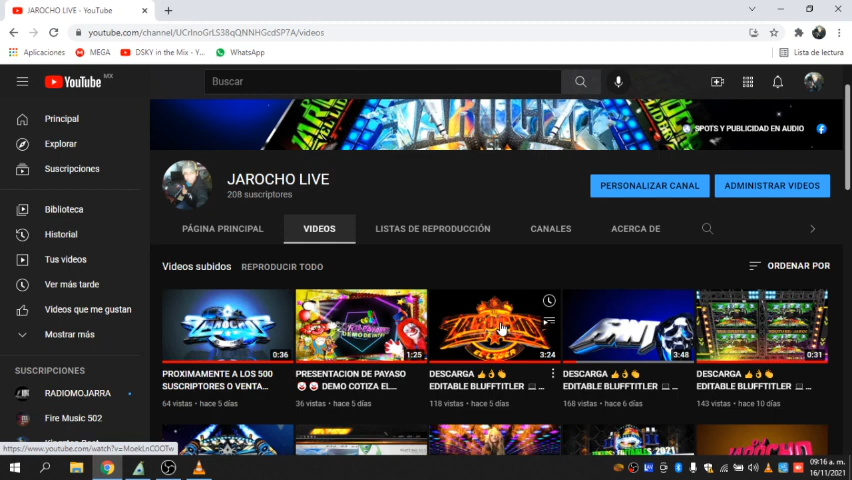 JAROCHO LIVE - YouTube
youtube.com/channel/UCrlnoGrLS38qQNNHGcdSP7A/videos
Aplicaciones
MEGA
DSKY in the Mix - Y...
WhatsApp
Lista de lectura
YouTube MX
Buscar
Principal
Explorar
Suscripciones
Biblioteca
Historial
Tus videos
Ver más tarde
Videos que me gustan
Mostrar más
SUSCRIPCIONES
RADIOMOJARRA
Fire Music 502
SPOTS Y PUBLICIDAD EN AUDIO
JAROCHO LIVE
208 suscriptores
PERSONALIZAR CANAL
ADMINISTRAR VIDEOS
PÁGINA PRINCIPAL
VIDEOS
LISTAS DE REPRODUCCIÓN
CANALES
ACERCA DE
Videos subidos
REPRODUCIR TODO
ORDENAR POR
0:36
1:25
3:24
3:48
0:31
PROXIMAMENTE A LOS 500
SUSCRIPTORES O VENTA...
64 vistas • hace 5 días
PRESENTACION DE PAYASO
🤡 🤡 DEMO COTIZA EL...
36 vistas • hace 5 días
DESCARGA 👍👌👏
EDITABLE BLUFFTITLER 💻 ...
118 vistas • hace 5 días
DESCARGA 👍👌👏
EDITABLE BLUFFTITLER 💻 ...
168 vistas • hace 6 días
DESCARGA 👍👌👏
EDITABLE BLUFFTITLER 💻 ...
143 vistas • hace 10 días
https://www.youtube.com/watch?v=MoekLnCOOTw
09:16 a. m.
16/11/2021